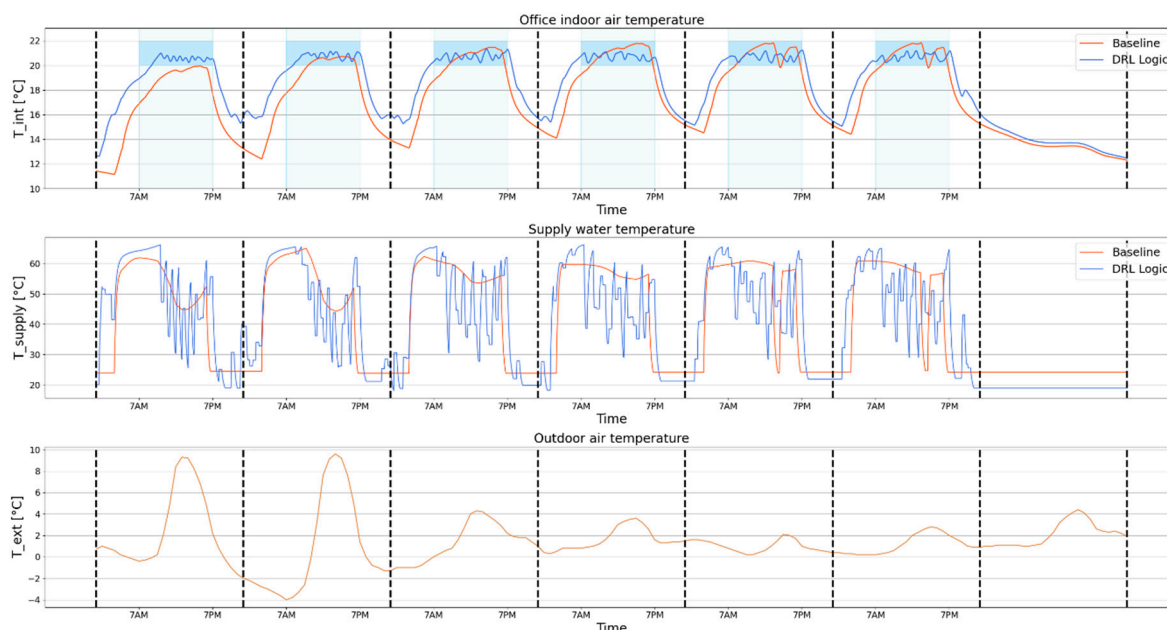 Office indoor air temperature
22
20
18
16
14
12
10
T_int [°C]
Baseline
DRL Logic
7AM 7PM 7AM 7PM 7AM 7PM 7AM 7PM 7AM 7PM 7AM 7PM
Time
Supply water temperature
60
50
40
30
20
T_supply [°C]
Baseline
DRL Logic
7AM 7PM 7AM 7PM 7AM 7PM 7AM 7PM 7AM 7PM 7AM 7PM
Time
Outdoor air temperature
10
8
6
4
2
0
−2
−4
T_ext [°C]
7AM 7PM 7AM 7PM 7AM 7PM 7AM 7PM 7AM 7PM 7AM 7PM
Time